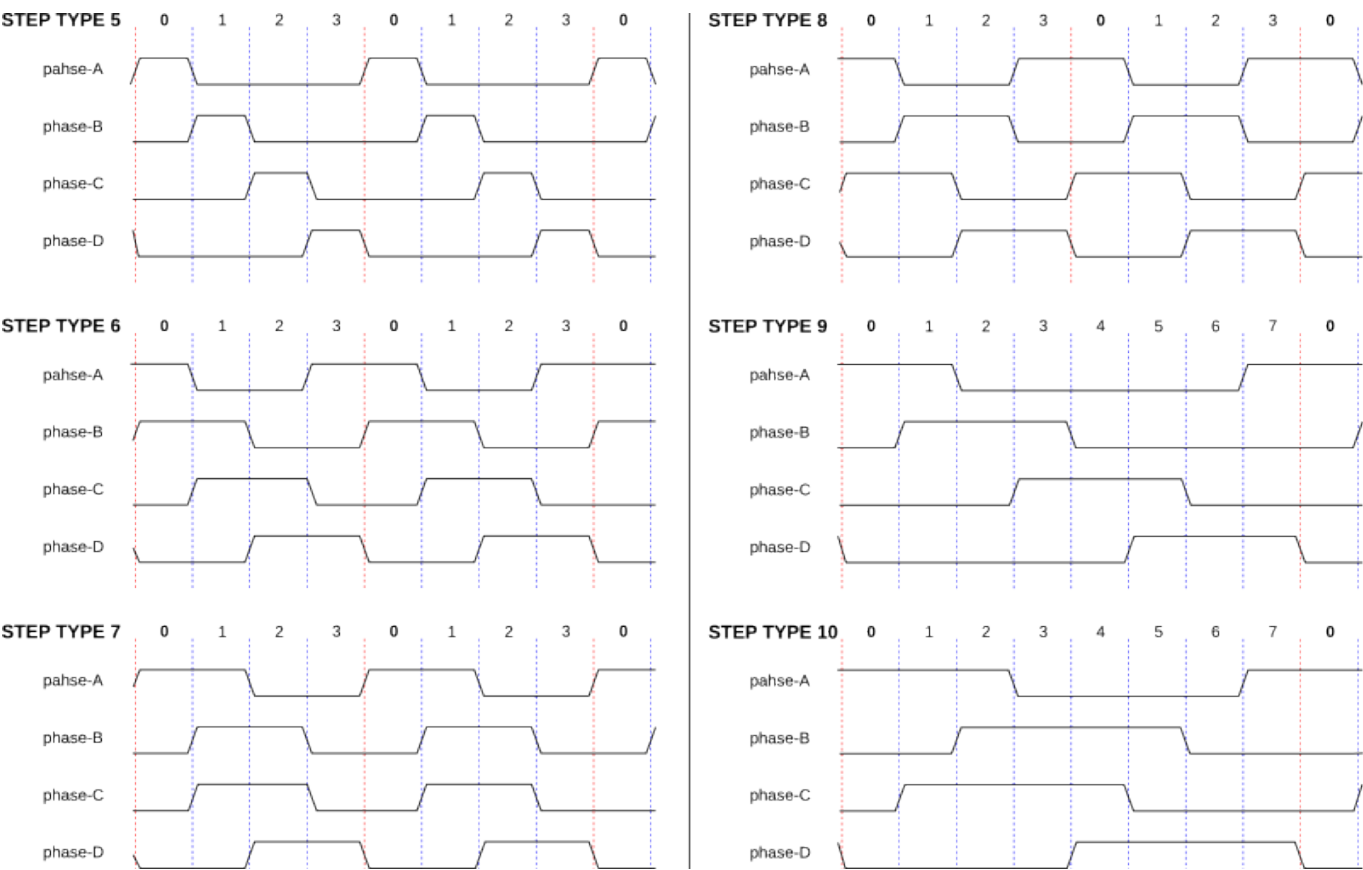 STEP TYPE 5 0 1 2 3 0 1 2 3 0
pahse-A
phase-B
phase-C
phase-D
STEP TYPE 6 0 1 2 3 0 1 2 3 0
pahse-A
phase-B
phase-C
phase-D
STEP TYPE 7 0 1 2 3 0 1 2 3 0
pahse-A
phase-B
phase-C
phase-D
STEP TYPE 8 0 1 2 3 0 1 2 3 0
pahse-A
phase-B
phase-C
phase-D
STEP TYPE 9 0 1 2 3 4 5 6 7 0
pahse-A
phase-B
phase-C
phase-D
STEP TYPE 10 0 1 2 3 4 5 6 7 0
pahse-A
phase-B
phase-C
phase-D